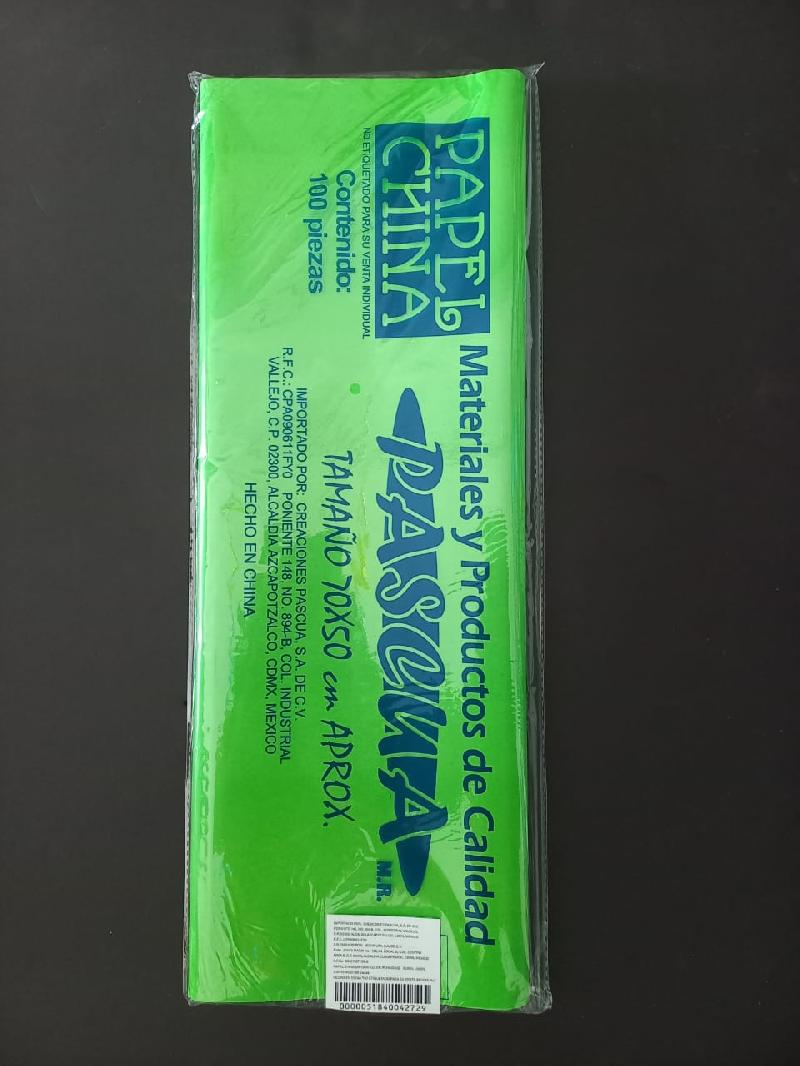 PAPEL
CHINA
NO ETIQUETADO PARA SU VENTA INDIVIDUAL
Contenido:
100 piezas
Materiales y Productos de Calidad
PASCUA
M.R.
TAMAÑO 70X50 cm APROX.
IMPORTADO POR: CREACIONES PASCUA, S.A. DE C.V.
R.F.C.: CPA090611FY0 PONIENTE 148, NO. 894-B, COL. INDUSTRIAL
VALLEJO, C.P. 02300, ALCALDIA AZCAPOTZALCO, CDMX, MEXICO
HECHO EN CHINA
0000051840042729